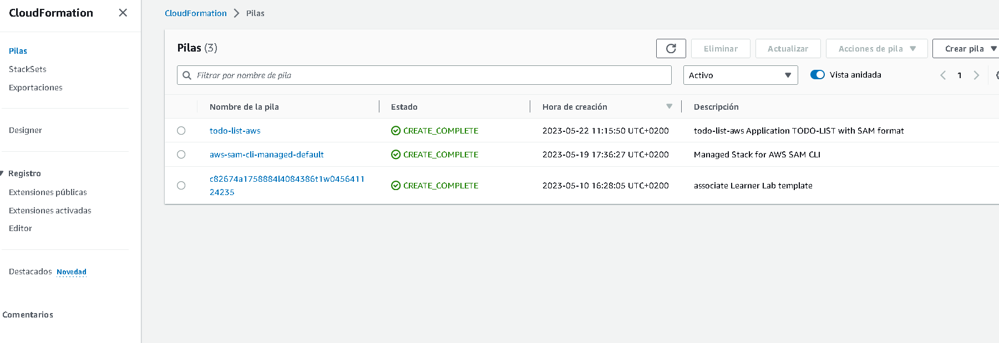 CloudFormation
Pilas
StackSets
Exportaciones
Designer
Registro
Extensiones públicas
Extensiones activadas
Editor
Destacados Novedad
Comentarios
CloudFormation Pilas
Pilas (3)
Eliminar Actualizar Acciones de pila Crear pila
Filtrar por nombre de pila Activo Vista anidada 1
Nombre de la pila Estado Hora de creación Descripción
todo-list-aws CREATE_COMPLETE 2023-05-22 11:15:50 UTC+0200 todo-list-aws Application TODO-LIST with SAM format
aws-sam-cli-managed-default CREATE_COMPLETE 2023-05-19 17:36:27 UTC+0200 Managed Stack for AWS SAM CLI
c82674a1758884l4084386t1w0456411
24235 CREATE_COMPLETE 2023-05-10 16:28:05 UTC+0200 associate Learner Lab template